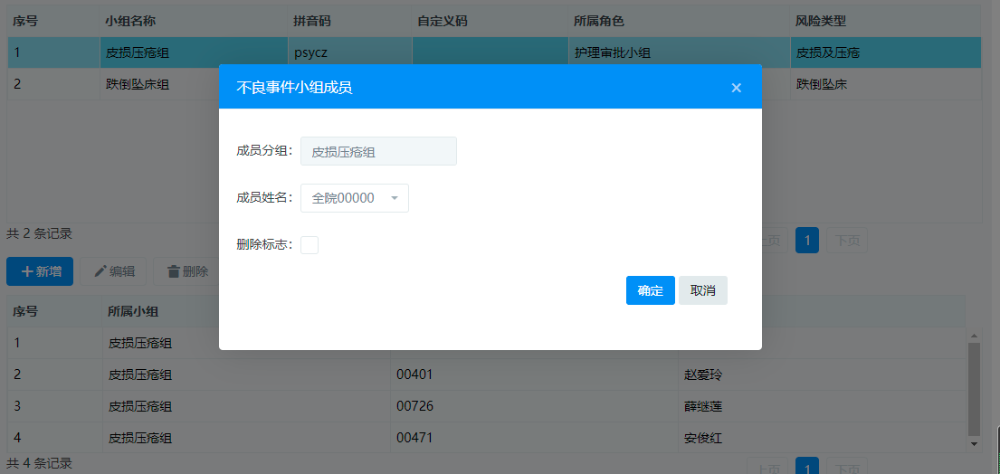 序号 小组名称 拼音码 自定义码 所属角色 风险类型
1 皮损压疮组 psycz 护理审批小组 皮损及压疮
2 跌倒坠床组 跌倒坠床
不良事件小组成员 ×
成员分组： 皮损压疮组
成员姓名： 全院00000
删除标志：
确定 取消
共 2 条记录 上页 1 下页
新增 编辑 删除
序号 所属小组
1 皮损压疮组
2 皮损压疮组 00401 赵爱玲
3 皮损压疮组 00726 薛继莲
4 皮损压疮组 00471 安俊红
共 4 条记录 上页 1 下页